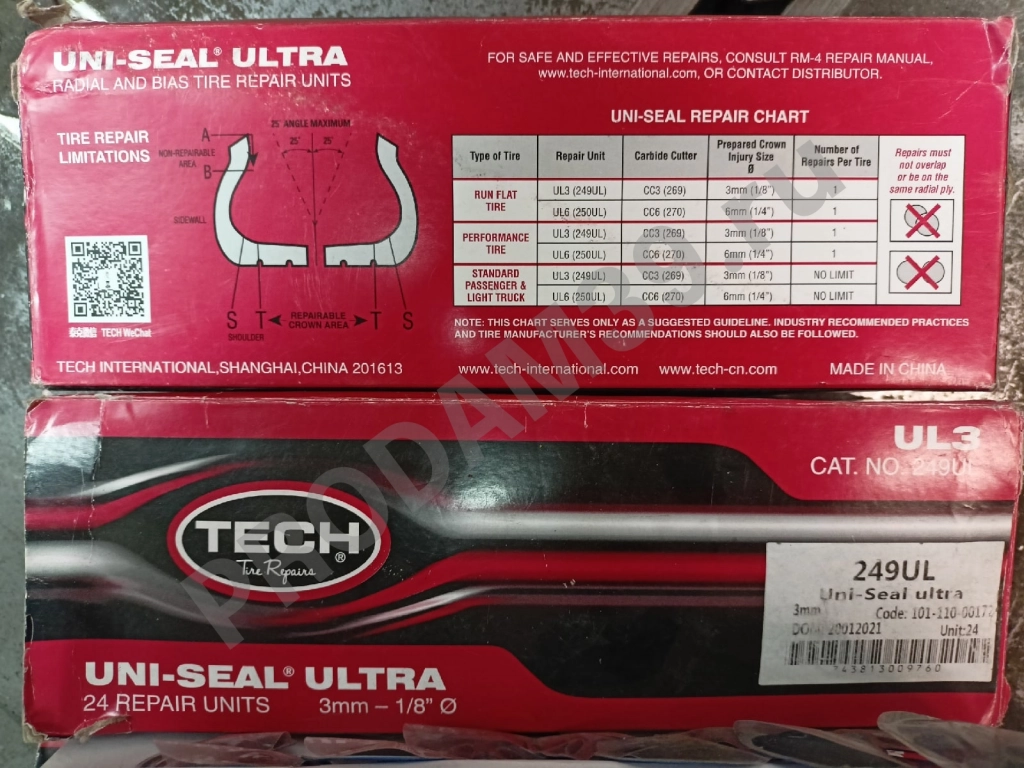 UNI-SEAL® ULTRA
RADIAL AND BIAS TIRE REPAIR UNITS
FOR SAFE AND EFFECTIVE REPAIRS, CONSULT RM-4 REPAIR MANUAL,
www.tech-international.com, OR CONTACT DISTRIBUTOR.
TIRE REPAIR
LIMITATIONS
25° ANGLE MAXIMUM
25° 25°
A
NON-REPAIRABLE
AREA
B
SIDEWALL
S T REPAIRABLE T S
CROWN AREA
SHOULDER
TECH WeChat
UNI-SEAL REPAIR CHART
Type of Tire Repair Unit Carbide Cutter Prepared Crown Injury Size Ø Number of Repairs Per Tire
RUN FLAT TIRE UL3 (249UL) CC3 (269) 3mm (1/8") 1
UL6 (250UL) CC6 (270) 6mm (1/4") 1
PERFORMANCE TIRE UL3 (249UL) CC3 (269) 3mm (1/8") 1
UL6 (250UL) CC6 (270) 6mm (1/4") 1
STANDARD PASSENGER & LIGHT TRUCK UL3 (249UL) CC3 (269) 3mm (1/8") NO LIMIT
UL6 (250UL) CC6 (270) 6mm (1/4") NO LIMIT
Repairs must
not overlap
or be on the
same radial ply.
NOTE: THIS CHART SERVES ONLY AS A SUGGESTED GUIDELINE. INDUSTRY RECOMMENDED PRACTICES
AND TIRE MANUFACTURER'S RECOMMENDATIONS SHOULD ALSO BE FOLLOWED.
TECH INTERNATIONAL,SHANGHAI,CHINA 201613
www.tech-international.com www.tech-cn.com MADE IN CHINA
UL3
CAT. NO. 249UL
TECH®
Tire Repairs
249UL
Uni-Seal ultra
3mm Code: 101-110-00172
20012021 Unit:24
743813009760
UNI-SEAL® ULTRA
24 REPAIR UNITS 3mm – 1/8" Ø
PRODAM39.ru